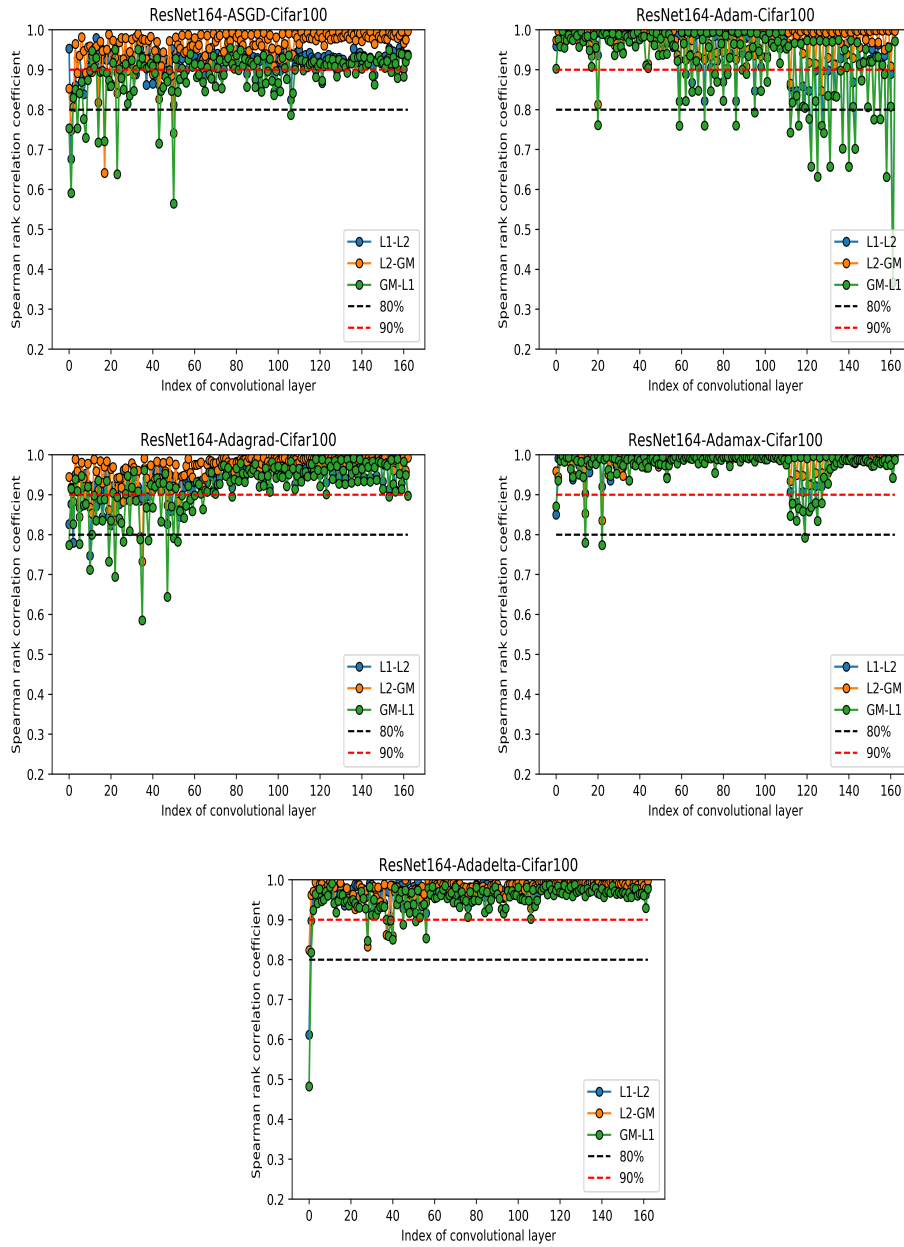 ResNet164-ASGD-Cifar100
1.0
0.9
0.8
0.7
0.6
0.5
0.4
0.3
0.2
Spearman rank correlation coefficient
L1-L2
L2-GM
GM-L1
80%
90%
0 20 40 60 80 100 120 140 160
Index of convolutional layer
ResNet164-Adam-Cifar100
1.0
0.9
0.8
0.7
0.6
0.5
0.4
0.3
0.2
Spearman rank correlation coefficient
L1-L2
L2-GM
GM-L1
80%
90%
0 20 40 60 80 100 120 140 160
Index of convolutional layer
ResNet164-Adagrad-Cifar100
1.0
0.9
0.8
0.7
0.6
0.5
0.4
0.3
0.2
Spearman rank correlation coefficient
L1-L2
L2-GM
GM-L1
80%
90%
0 20 40 60 80 100 120 140 160
Index of convolutional layer
ResNet164-Adamax-Cifar100
1.0
0.9
0.8
0.7
0.6
0.5
0.4
0.3
0.2
Spearman rank correlation coefficient
L1-L2
L2-GM
GM-L1
80%
90%
0 20 40 60 80 100 120 140 160
Index of convolutional layer
ResNet164-Adadelta-Cifar100
1.0
0.9
0.8
0.7
0.6
0.5
0.4
0.3
0.2
Spearman rank correlation coefficient
L1-L2
L2-GM
GM-L1
80%
90%
0 20 40 60 80 100 120 140 160
Index of convolutional layer